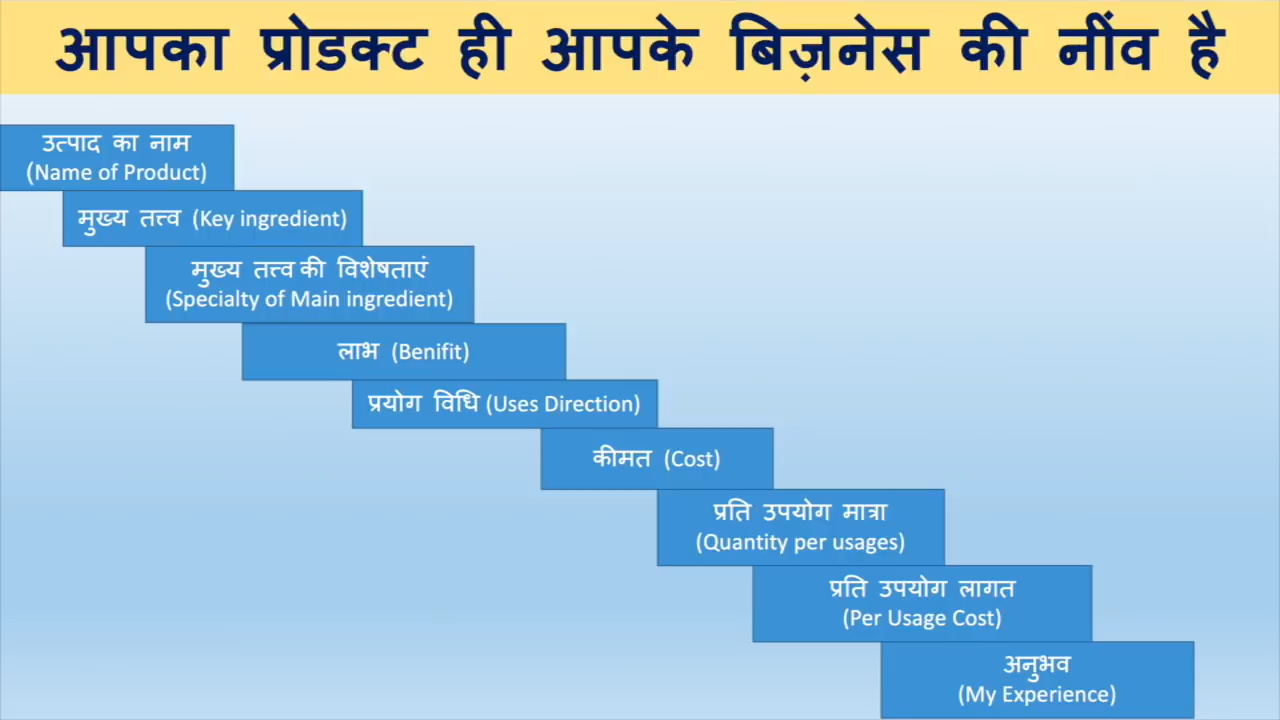 आपका प्रोडक्ट ही आपके बिज़नेस की नींव है
उत्पाद का नाम
(Name of Product)
मुख्य तत्त्व (Key ingredient)
मुख्य तत्त्व की विशेषताएं
(Specialty of Main ingredient)
लाभ (Benifit)
प्रयोग विधि (Uses Direction)
कीमत (Cost)
प्रति उपयोग मात्रा
(Quantity per usages)
प्रति उपयोग लागत
(Per Usage Cost)
अनुभव
(My Experience)